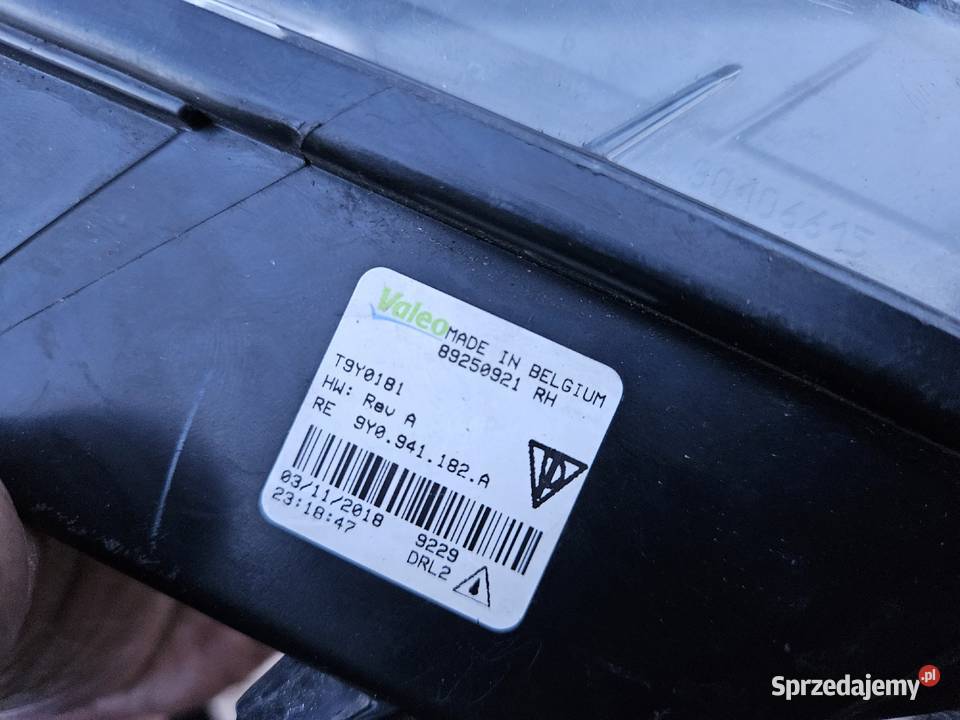 90106615
Valeo
MADE IN BELGIUM
89250921 RH
T9Y0181
HW: Rev A
RE 9Y0.941.182.A
03/11/2018
23:18:47
9229
DRL2
Sprzedajemy.pl